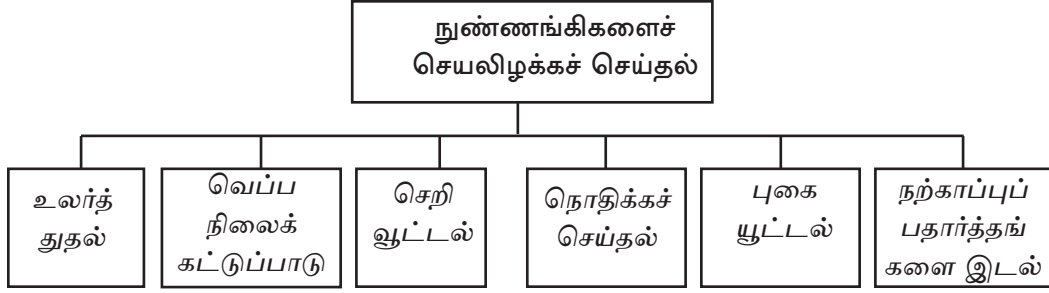 நுண்ணங்கிகளைச்
செயலிழக்கச் செய்தல்
உலர்த்
துதல்
வெப்ப
நிலைக்
கட்டுப்பாடு
செறி
வூட்டல்
நொதிக்கச்
செய்தல்
புகை
யூட்டல்
நற்காப்புப்
பதார்த்தங்
களை இடல்